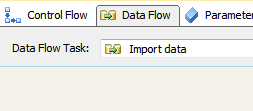 Control Flow Data Flow Parameter
Data Flow Task: Import data